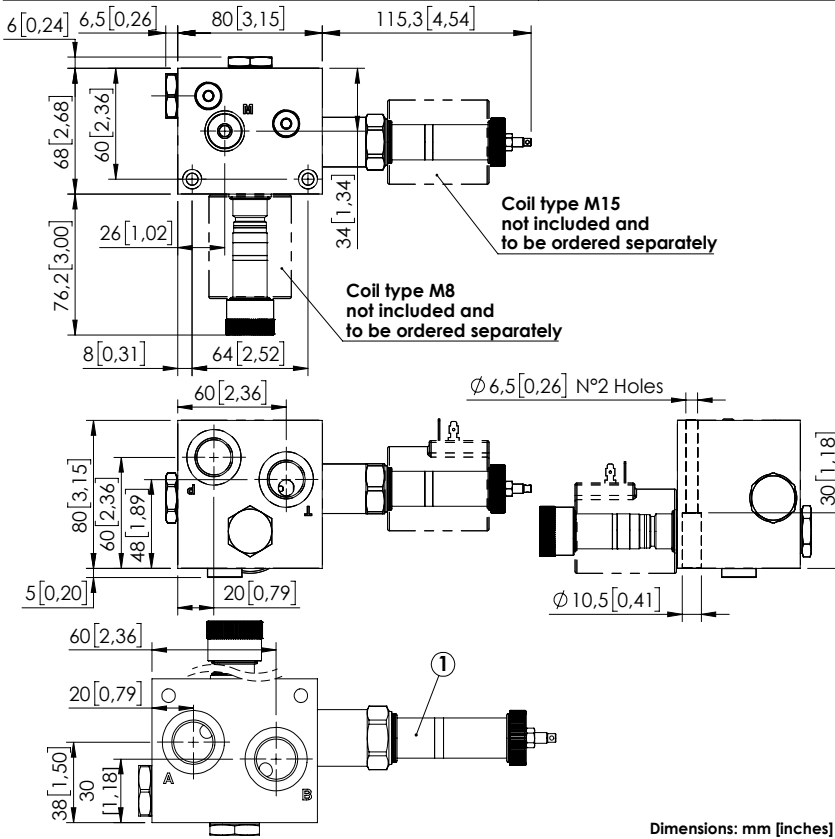 6[0,24]
6,5[0,26]
80[3,15]
115,3[4,54]
68[2,68]
60[2,36]
M
34[1,34]
26[1,02]
76,2[3,00]
Coil type M15
not included and
to be ordered separately
Coil type M8
not included and
to be ordered separately
8[0,31]
64[2,52]
60[2,36]
Ø 6,5[0,26] N°2 Holes
P
T
80[3,15]
60[2,36]
48[1,89
30[1,18]
5[0,20]
20[0,79]
Ø 10,5[0,41]
60[2,36]
1
20[0,79]
A
B
38[1,50]
30
[1,18]
Dimensions: mm [inches]